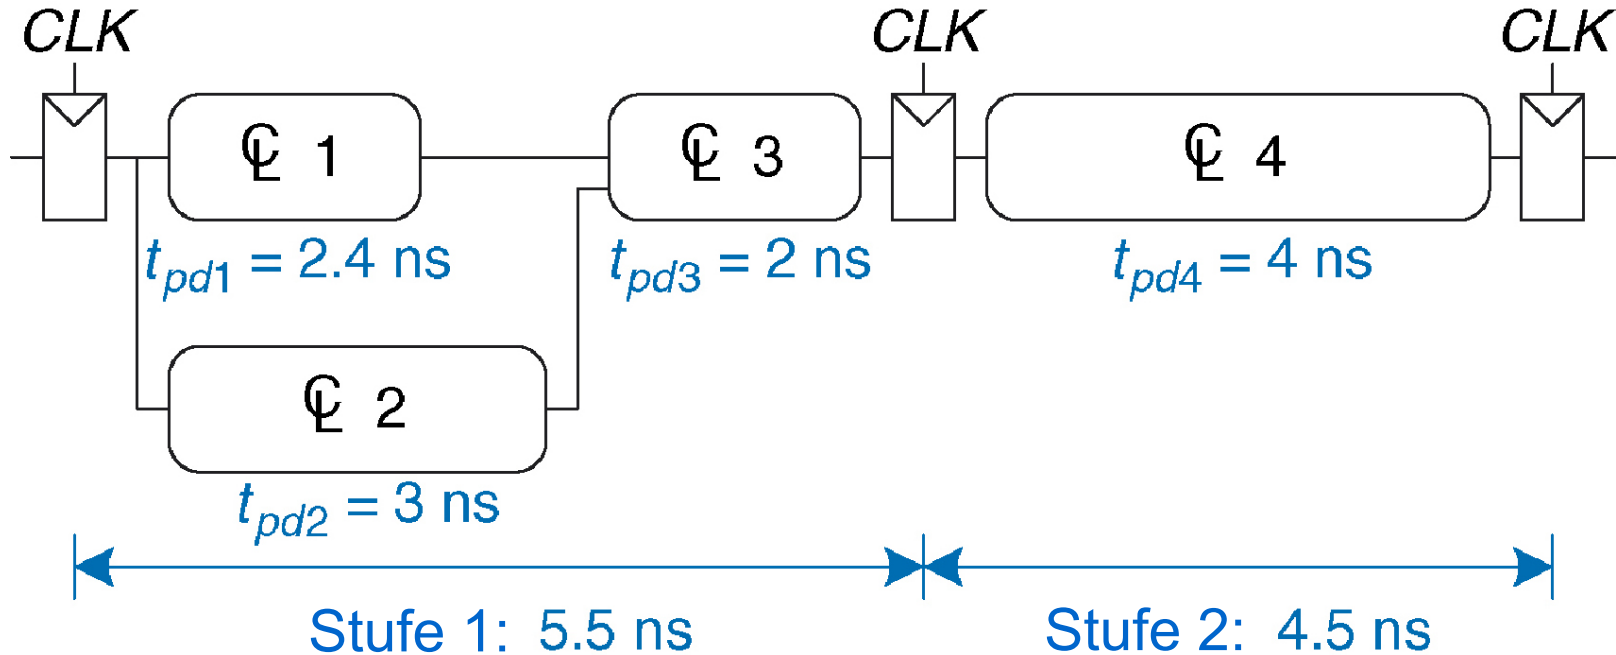 CLK CLK CLK
CL 1 CL 3 CL 4
tpd1 = 2.4 ns tpd3 = 2 ns tpd4 = 4 ns
CL 2
tpd2 = 3 ns
Stufe 1: 5.5 ns Stufe 2: 4.5 ns